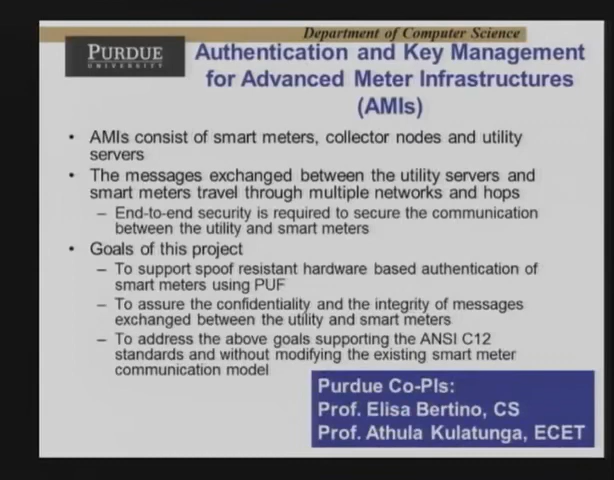 Department of Computer Science
PURDUE
UNIVERSITY
Authentication and Key Management
for Advanced Meter Infrastructures
(AMIs)
• AMIs consist of smart meters, collector nodes and utility
servers
• The messages exchanged between the utility servers and
smart meters travel through multiple networks and hops
– End-to-end security is required to secure the communication
between the utility and smart meters
• Goals of this project
– To support spoof resistant hardware based authentication of
smart meters using PUF
– To assure the confidentiality and the integrity of messages
exchanged between the utility and smart meters
– To address the above goals supporting the ANSI C12
standards and without modifying the existing smart meter
communication model
Purdue Co-PIs:
Prof. Elisa Bertino, CS
Prof. Athula Kulatunga, ECET